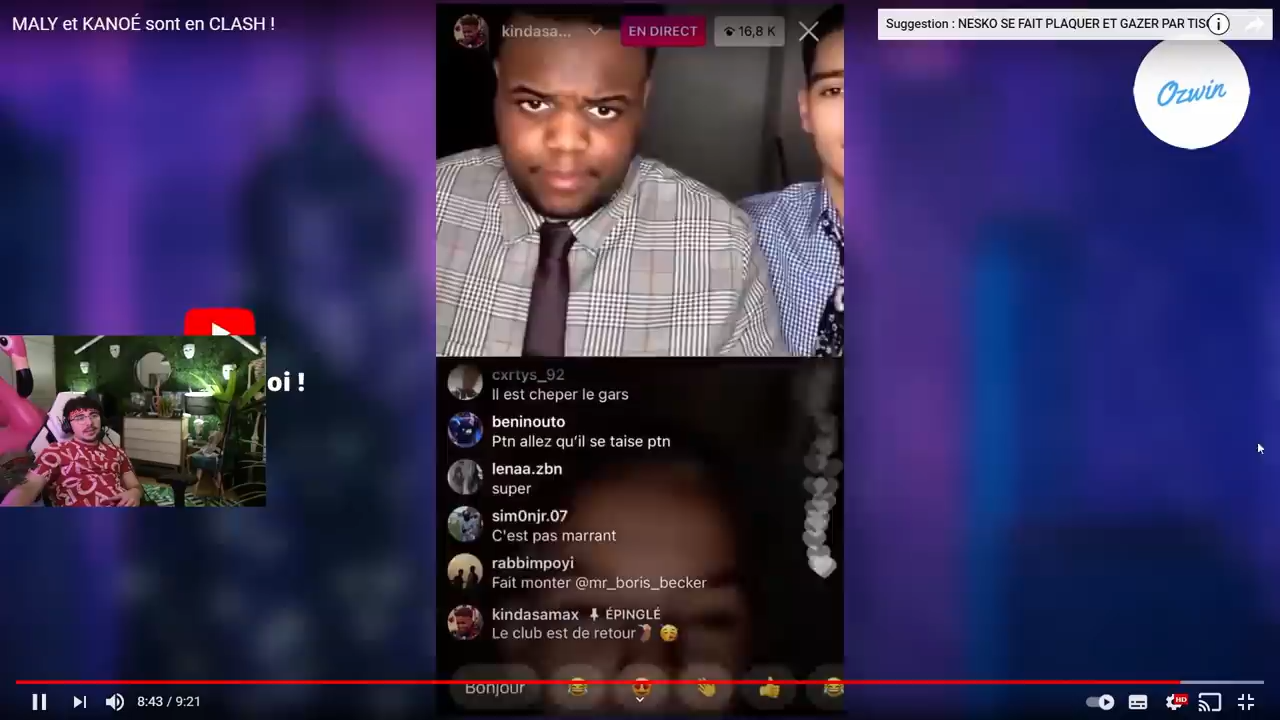 MALY et KANOÉ sont en CLASH !
kindasa...
EN DIRECT
16,8 K
Suggestion : NESKO SE FAIT PLAQUER ET GAZER PAR
Ozwin
oi !
cxrtys_92
Il est cheper le gars
beninouto
Ptn allez qu'il se taise ptn
lenaa.zbn
super
sim0njr.07
C'est pas marrant
rabbimpoyi
Fait monter @mr_boris_becker
kindasamax ÉPINGLÉ
Le club est de retour
Bonjour
8:43 / 9:21
HD